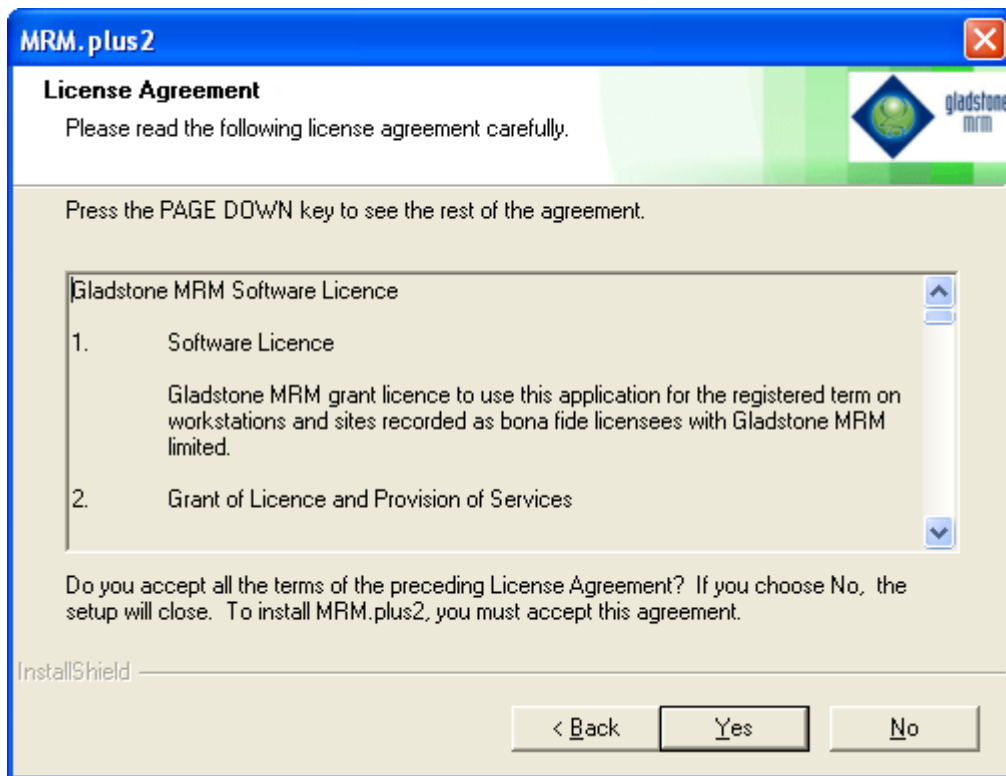 MRM.plus2
License Agreement
Please read the following license agreement carefully.
gladstone
mrm
Press the PAGE DOWN key to see the rest of the agreement.
Gladstone MRM Software Licence
1. Software Licence
Gladstone MRM grant licence to use this application for the registered term on
workstations and sites recorded as bona fide licensees with Gladstone MRM
limited.
2. Grant of Licence and Provision of Services
Do you accept all the terms of the preceding License Agreement? If you choose No, the
setup will close. To install MRM.plus2, you must accept this agreement.
InstallShield
< Back Yes No